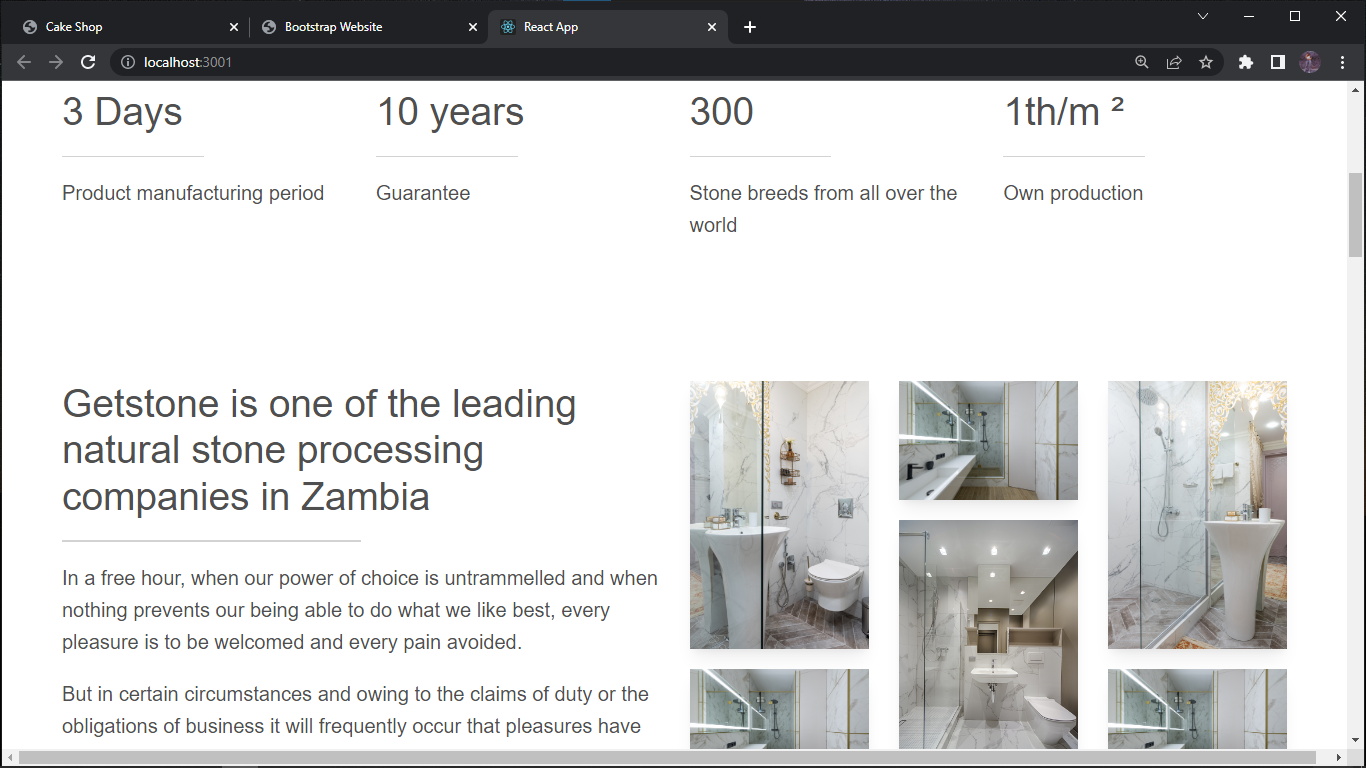 Cake Shop
Bootstrap Website
React App
localhost:3001
3 Days
10 years
300
1th/m ²
Product manufacturing period
Guarantee
Stone breeds from all over the
world
Own production
Getstone is one of the leading
natural stone processing
companies in Zambia
In a free hour, when our power of choice is untrammelled and when
nothing prevents our being able to do what we like best, every
pleasure is to be welcomed and every pain avoided.
But in certain circumstances and owing to the claims of duty or the
obligations of business it will frequently occur that pleasures have